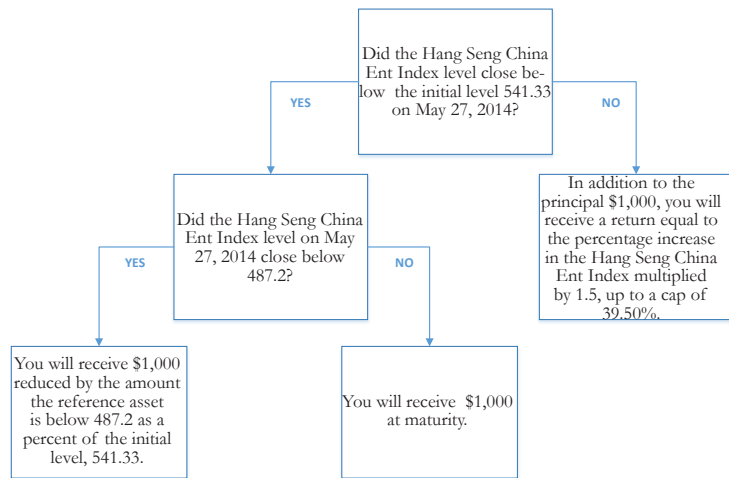 Did the Hang Seng China
Ent Index level close be-
low the initial level 541.33
on May 27, 2014?
YES
NO
Did the Hang Seng China
Ent Index level on May
27, 2014 close below
487.2?
In addition to the
principal $1,000, you will
receive a return equal to
the percentage increase
in the Hang Seng China
Ent Index multiplied
by 1.5, up to a cap of
39.50%.
YES
NO
You will receive $1,000
reduced by the amount
the reference asset
is below 487.2 as a
percent of the initial
level, 541.33.
You will receive $1,000
at maturity.